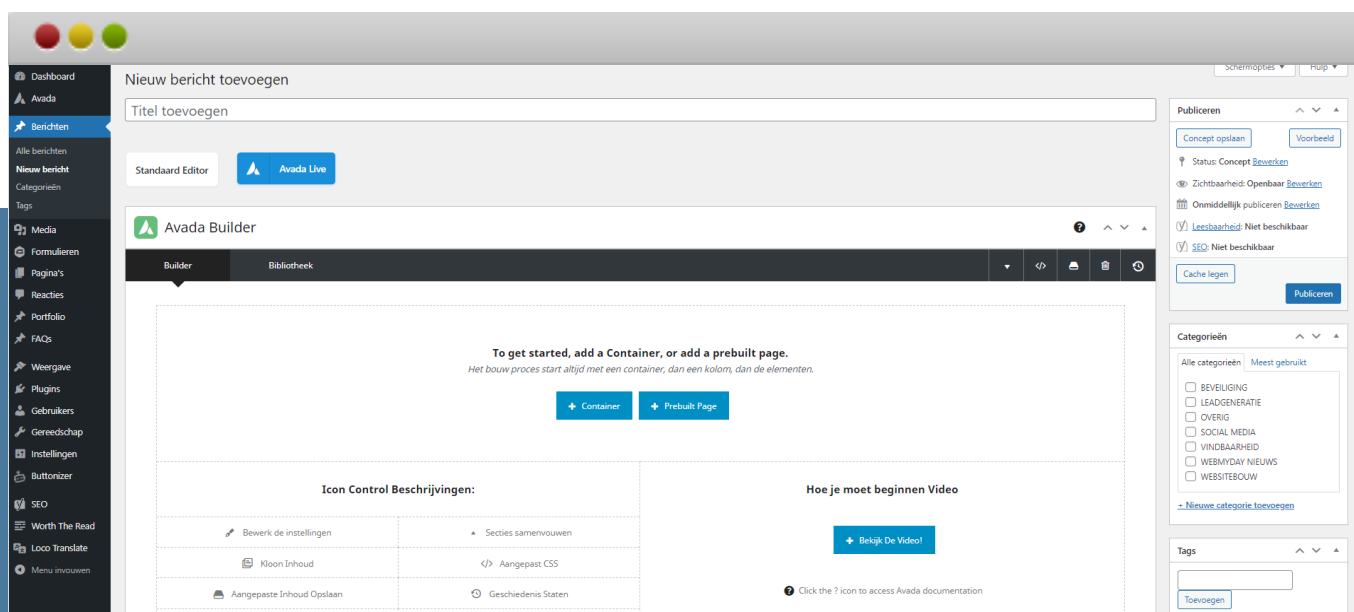 Dashboard
Avada
Berichten
Alle berichten
Nieuw bericht
Categorieën
Tags
Media
Formulieren
Pagina's
Reacties
Portfolio
FAQs
Weergave
Plugins
Gebruikers
Gereedschap
Instellingen
Buttonizer
SEO
Worth The Read
Loco Translate
Menu invouwen
Schermopties
Hulp
Nieuw bericht toevoegen
Titel toevoegen
Standaard Editor
Avada Live
Avada Builder
Builder
Bibliotheek
To get started, add a Container, or add a prebuilt page.
Het bouw proces start altijd met een container, dan een kolom, dan de elementen.
+ Container
+ Prebuilt Page
Icon Control Beschrijvingen:
Bewerk de instellingen
Secties samenvouwen
Kloon Inhoud
</> Aangepast CSS
Aangepaste Inhoud Opslaan
Geschiedenis Staten
Hoe je moet beginnen Video
+ Bekijk De Video!
Click the ? icon to access Avada documentation
Publiceren
Concept opslaan
Voorbeeld
Status: Concept Bewerken
Zichtbaarheid: Openbaar Bewerken
Onmiddellijk publiceren Bewerken
Leesbaarheid: Niet beschikbaar
SEO: Niet beschikbaar
Cache legen
Publiceren
Categorieën
Alle categorieën
Meest gebruikt
BEVEILIGING
LEADGENERATIE
OVERIG
SOCIAL MEDIA
VINDBAARHEID
WEBMYDAY NIEUWS
WEBSITEBOUW
+ Nieuwe categorie toevoegen
Tags
Toevoegen